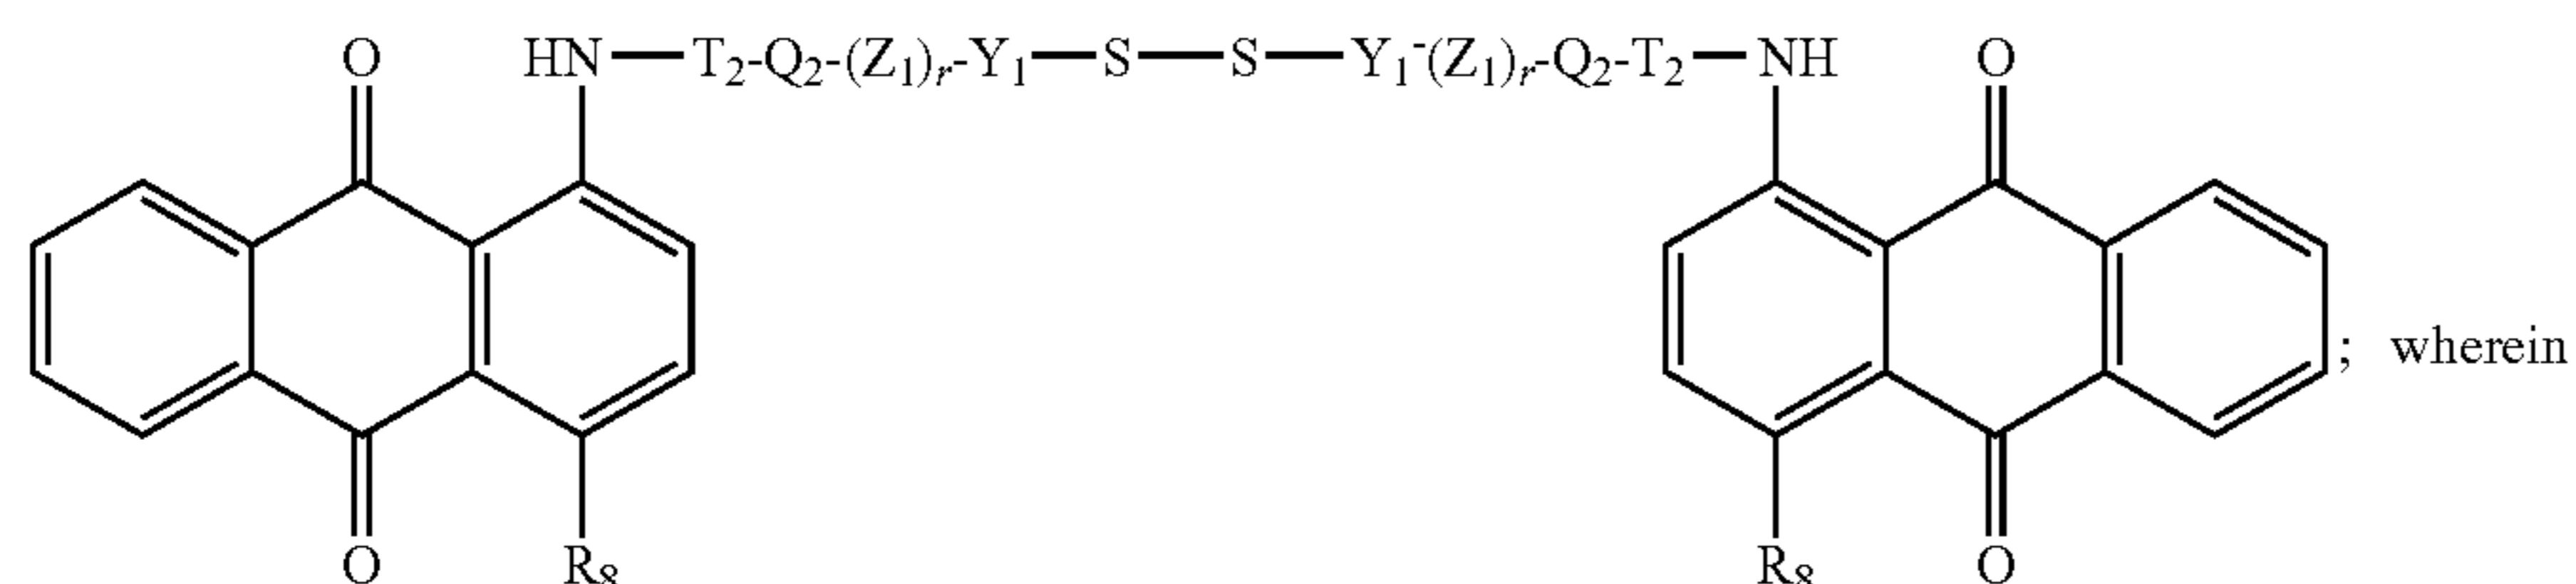 O HN—T₂-Q₂-(Z₁)ᵣ-Y₁—S—S—Y₁-(Z₁)ᵣ-Q₂-T₂—NH O
; wherein
O R₈ R₈ O